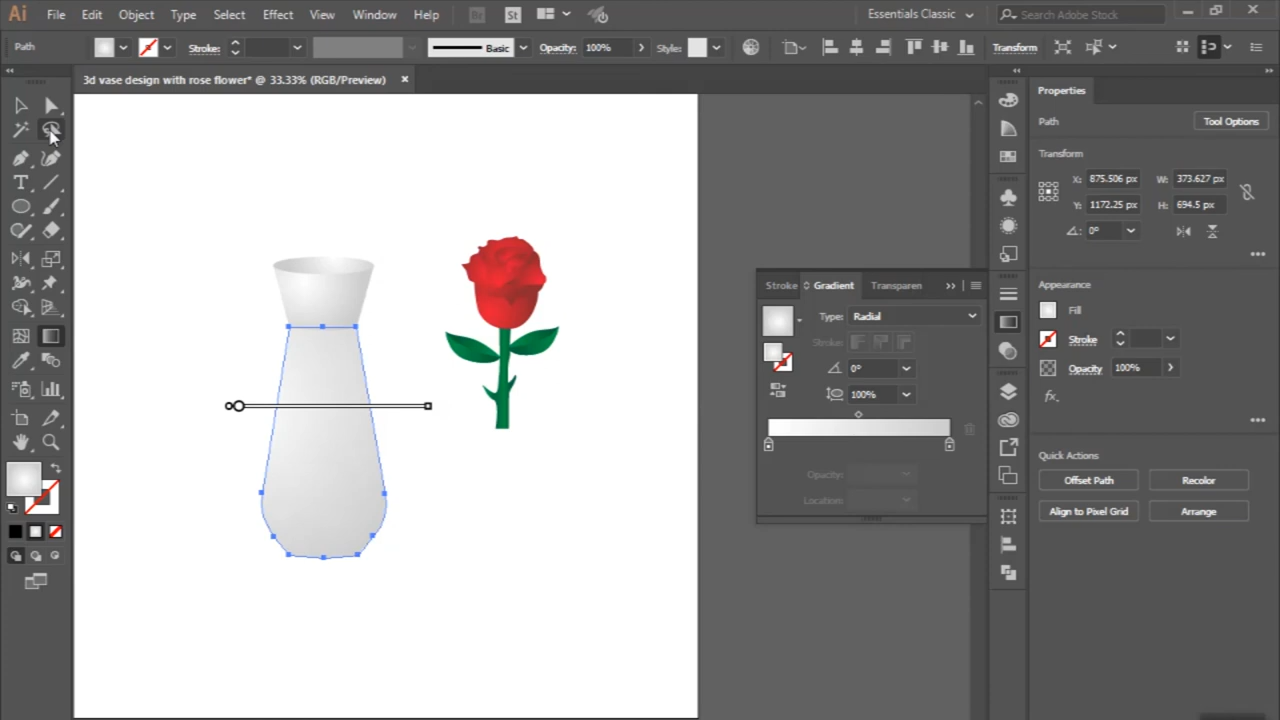 Ai File Edit Object Type Select Effect View Window Help Br St Essentials Classic Search Adobe Stock
Path Stroke: Basic Opacity: 100% Style: Transform
3d vase design with rose flower* @ 33.33% (RGB/Preview) ×
Properties
Path Tool Options
Transform
X: 875.506 px W: 373.627 px
Y: 1172.25 px H: 694.5 px
0°
Stroke Gradient Transparen
Type: Radial
Stroke:
0°
100%
Opacity:
Location:
Appearance
Fill
Stroke
Opacity 100%
fx.
Quick Actions
Offset Path Recolor
Align to Pixel Grid Arrange